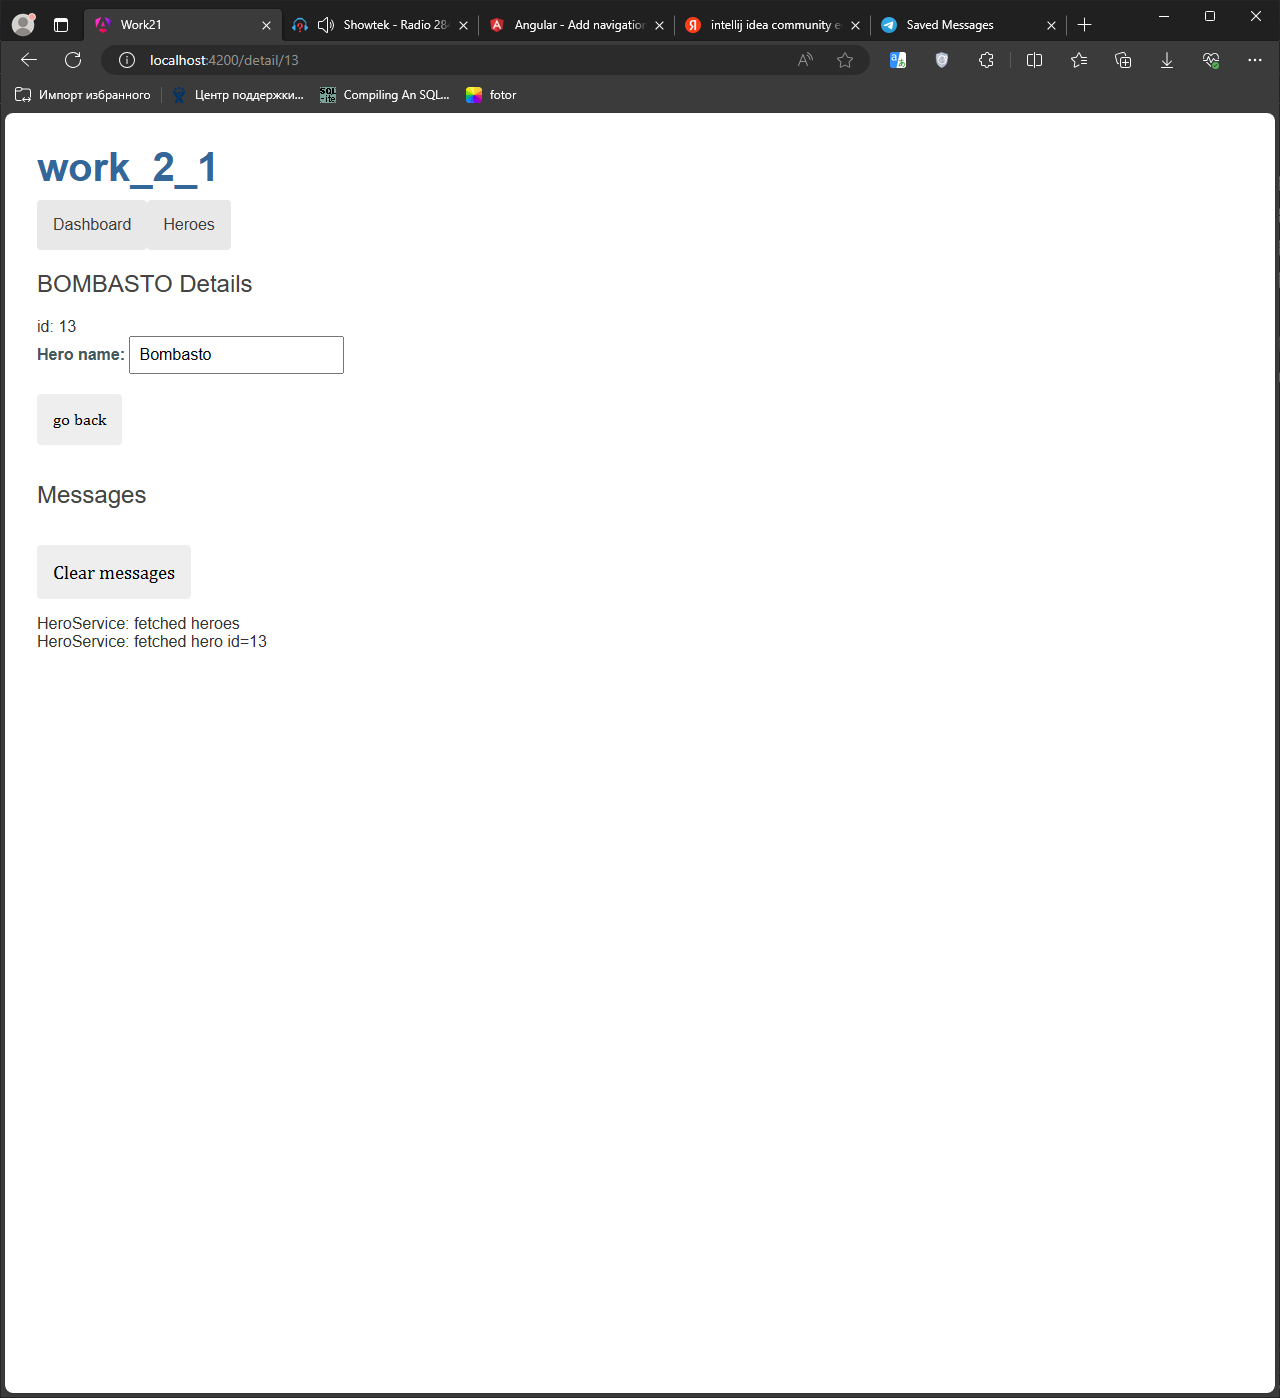 Work21
Showtek - Radio 284
Angular - Add navigation
intellij idea community e
Saved Messages
localhost:4200/detail/13
Импорт избранного
Центр поддержки...
Compiling An SQL...
fotor
work_2_1
Dashboard Heroes
BOMBASTO Details
id: 13
Hero name: Bombasto
go back
Messages
Clear messages
HeroService: fetched heroes
HeroService: fetched hero id=13